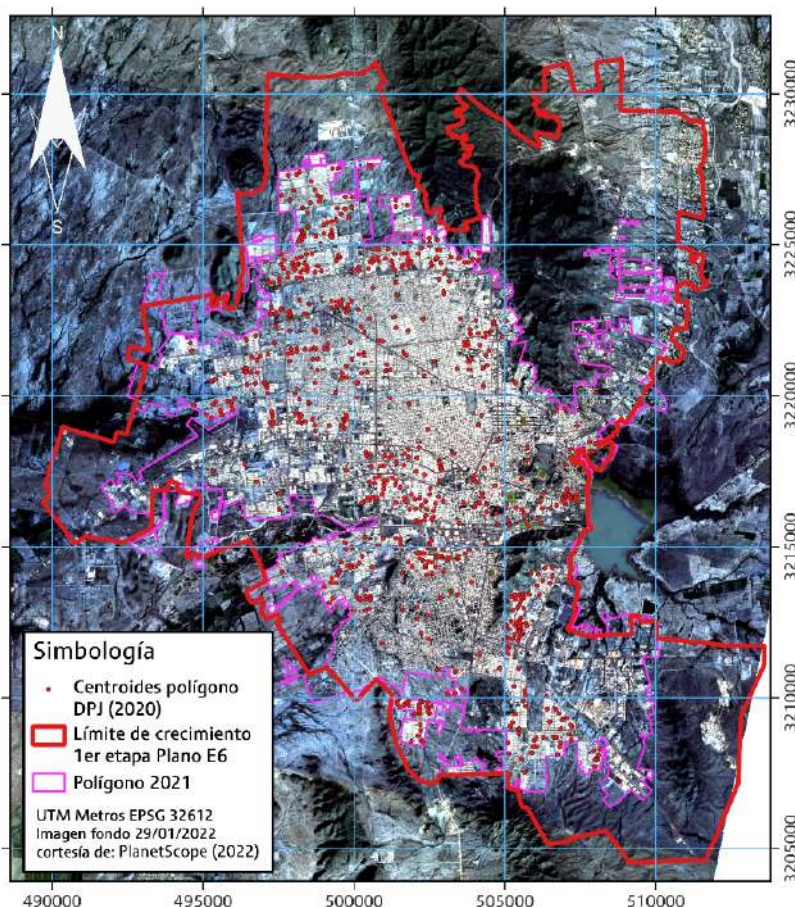 N
S
3230000
3225000
3220000
3215000
3210000
3205000
Simbología
Centroides polígono
DPJ (2020)
Límite de crecimiento
1er etapa Plano E6
Polígono 2021
UTM Metros EPSG 32612
Imagen fondo 29/01/2022
cortesía de: PlanetScope (2022)
490000
495000
500000
505000
510000